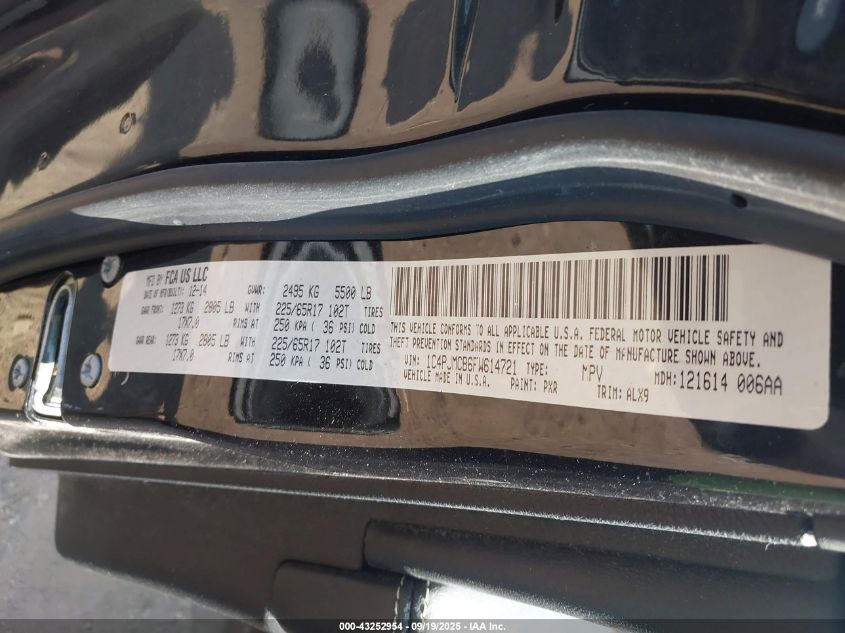 MFD BY FCA US LLC
DATE OF MFR(BUILT): 12-14 GVWR: 2495 KG 5500 LB
GAWR FRONT: 1273 KG 2805 LB WITH 225/65R17 102T TIRES
17X7.0 RIMS AT 250 KPA ( 36 PSI) COLD
GAWR REAR: 1273 KG 2805 LB WITH 225/65R17 102T TIRES
17X7.0 RIMS AT 250 KPA ( 36 PSI) COLD
THIS VEHICLE CONFORMS TO ALL APPLICABLE U.S.A. FEDERAL MOTOR VEHICLE SAFETY AND
THEFT PREVENTION STANDARDS IN EFFECT ON THE DATE OF MANUFACTURE SHOWN ABOVE.
VIN: 1C4PJMCB6FW614721 TYPE: MPV MDH:121614 006AA
VEHICLE MADE IN U.S.A. PAINT: PXR TRIM: ALX9
000-43252954 - 09/19/2025 - IAA Inc.